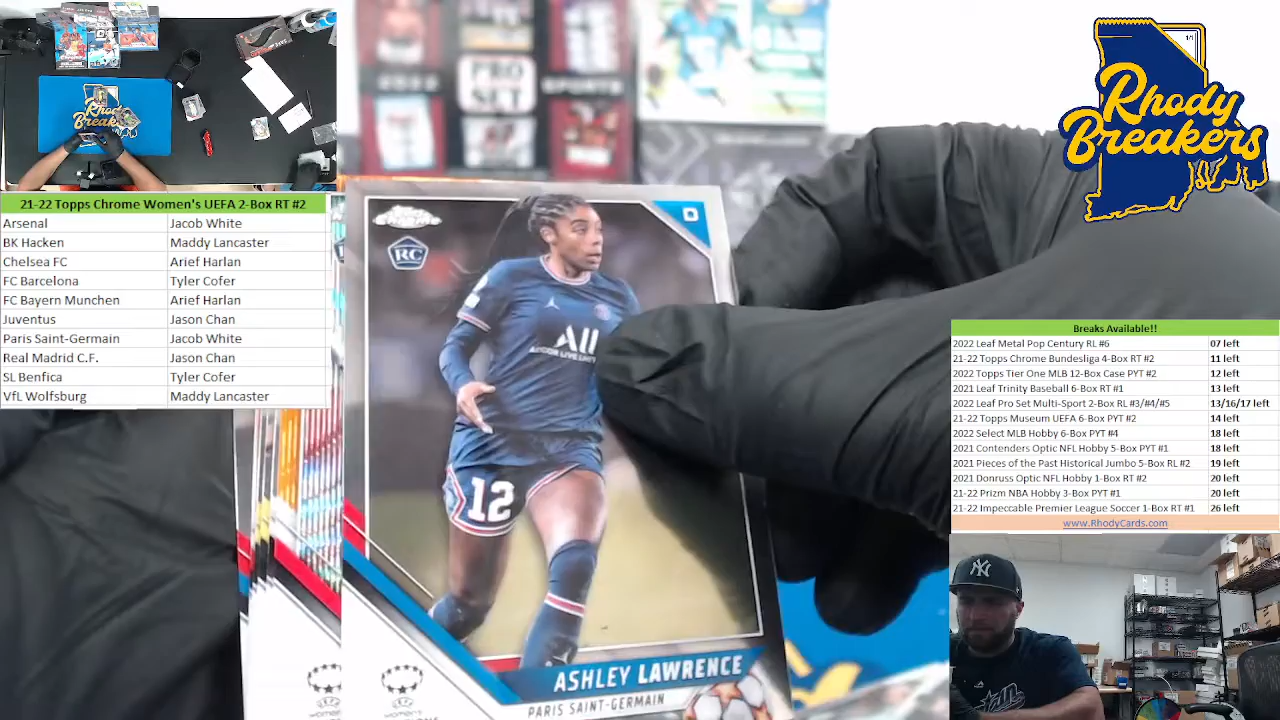 21-22 Topps Chrome Women's UEFA 2-Box RT #2
Arsenal Jacob White
BK Hacken Maddy Lancaster
Chelsea FC Arief Harlan
FC Barcelona Tyler Cofer
FC Bayern Munchen Arief Harlan
Juventus Jason Chan
Paris Saint-Germain Jacob White
Real Madrid C.F. Jason Chan
SL Benfica Tyler Cofer
VfL Wolfsburg Maddy Lancaster
PRO
SET
SPORTS
Topps
Chrome
RC
D
12
ASHLEY LAWRENCE
PARIS SAINT-GERMAIN
1/1
Rhody
Breakers
Breaks Available!!
2022 Leaf Metal Pop Century RL #6 07 left
21-22 Topps Chrome Bundesliga 4-Box RT #2 11 left
2022 Topps Tier One MLB 12-Box Case PYT #2 12 left
2021 Leaf Trinity Baseball 6-Box RT #1 13 left
2022 Leaf Pro Set Multi-Sport 2-Box RL #3/#4/#5 13/16/17 left
21-22 Topps Museum UEFA 6-Box PYT #2 14 left
2022 Select MLB Hobby 6-Box PYT #4 18 left
2021 Contenders Optic NFL Hobby 5-Box PYT #1 18 left
2021 Pieces of the Past Historical Jumbo 5-Box RL #2 19 left
2021 Donruss Optic NFL Hobby 1-Box RT #2 20 left
21-22 Prizm NBA Hobby 3-Box PYT #1 20 left
21-22 Impeccable Premier League Soccer 1-Box RT #1 26 left
www.RhodyCards.com